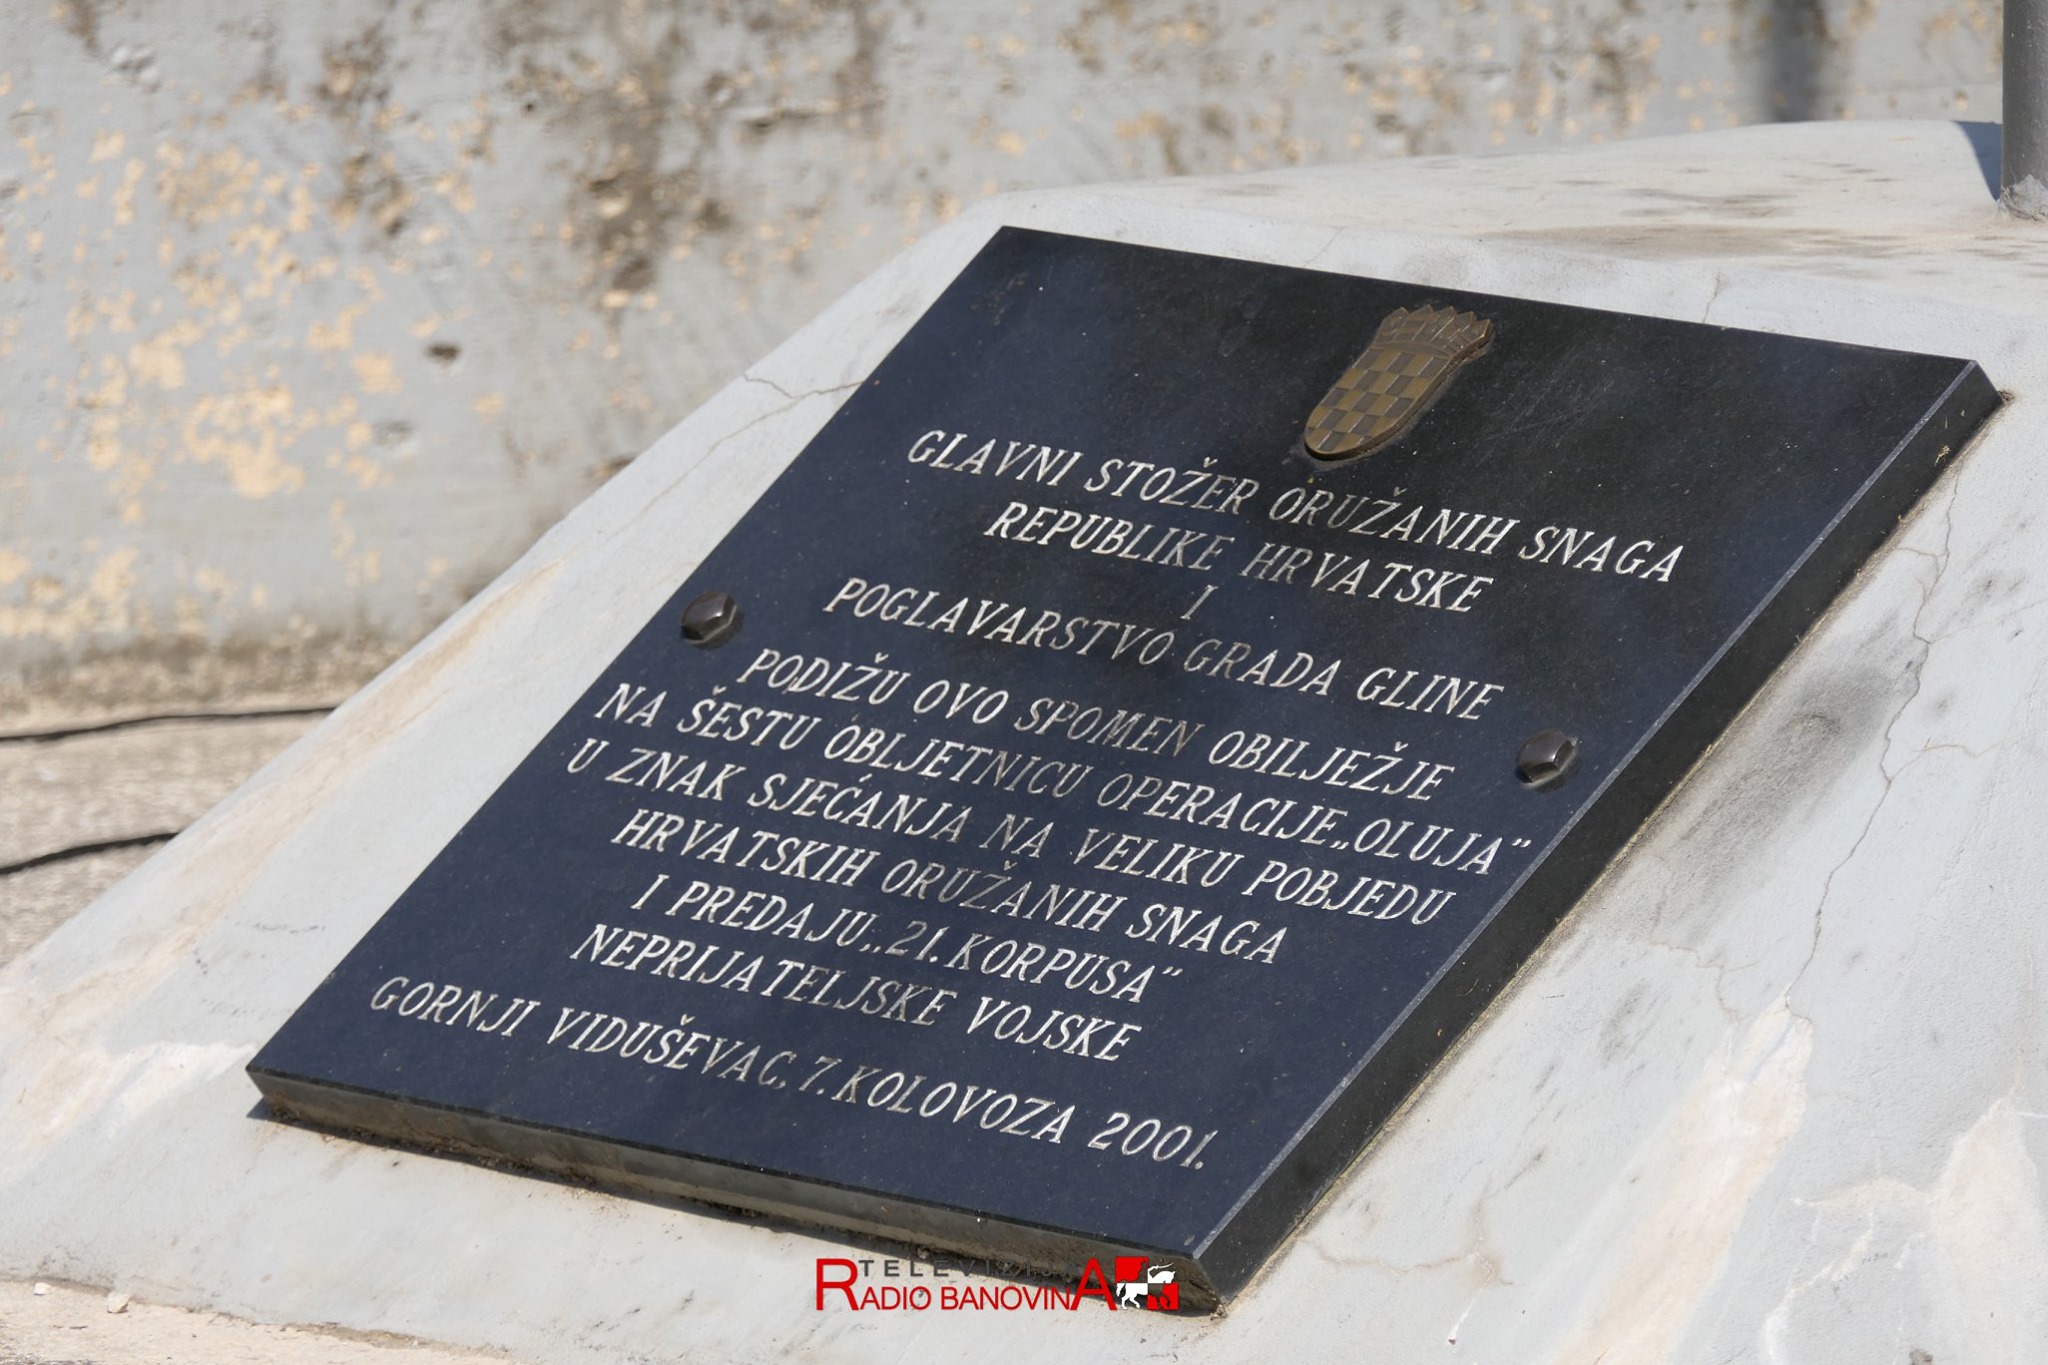 GLAVNI STOŽER ORUŽANIH SNAGA
REPUBLIKE HRVATSKE
I
POGLAVARSTVO GRADA GLINE
PODIŽU OVO SPOMEN OBILJEŽJE
NA ŠESTU OBLJETNICU OPERACIJE „OLUJA”
U ZNAK SJEĆANJA NA VELIKU POBJEDU
HRVATSKIH ORUŽANIH SNAGA
I PREDAJU „21. KORPUSA”
NEPRIJATELJSKE VOJSKE
GORNJI VIDUŠEVAC, 7. KOLOVOZA 2001.
TELEVIZIJA
RADIO BANOVINA